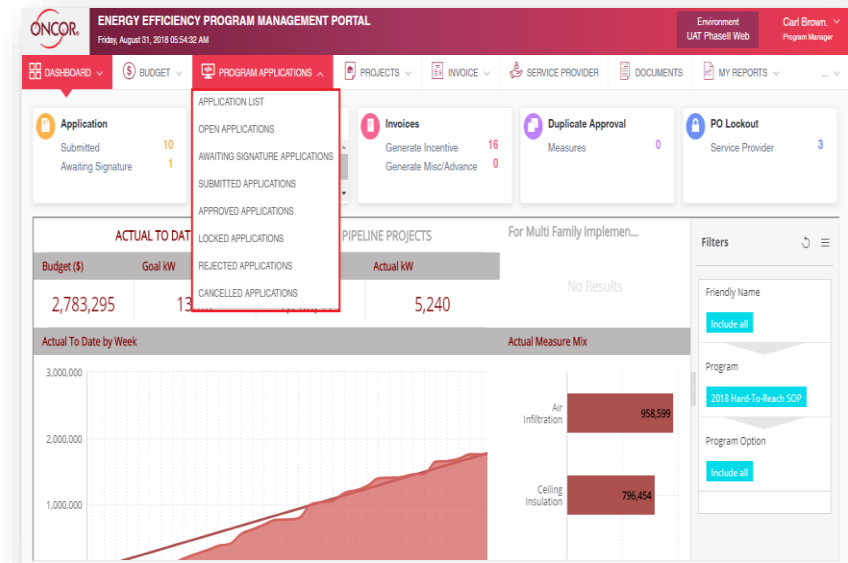 ONCOR.
ENERGY EFFICIENCY PROGRAM MANAGEMENT PORTAL
Friday, August 31, 2018 05:54:32 AM
Environment
UAT PhaseII Web
Carl Brown.
Program Manager
DASHBOARD
$ BUDGET
PROGRAM APPLICATIONS
PROJECTS
INVOICE
SERVICE PROVIDER
DOCUMENTS
MY REPORTS
...
APPLICATION LIST
OPEN APPLICATIONS
AWAITING SIGNATURE APPLICATIONS
SUBMITTED APPLICATIONS
APPROVED APPLICATIONS
LOCKED APPLICATIONS
REJECTED APPLICATIONS
CANCELLED APPLICATIONS
Application
Submitted 10
Awaiting Signature 1
Invoices
Generate Incentive 16
Generate Misc/Advance 0
Duplicate Approval
Measures 0
PO Lockout
Service Provider 3
ACTUAL TO DAT
PIPELINE PROJECTS
For Multi Family Implemen...
No Results
Budget ($) Goal kW Actual kW
2,783,295 13 5,240
Actual To Date by Week
3,000,000
2,000,000
1,000,000
Actual Measure Mix
Air
Infiltration
958,599
Ceiling
Insulation
796,454
Filters
Friendly Name
Include all
Program
2018 Hard-To-Reach SOP
Program Option
Include all